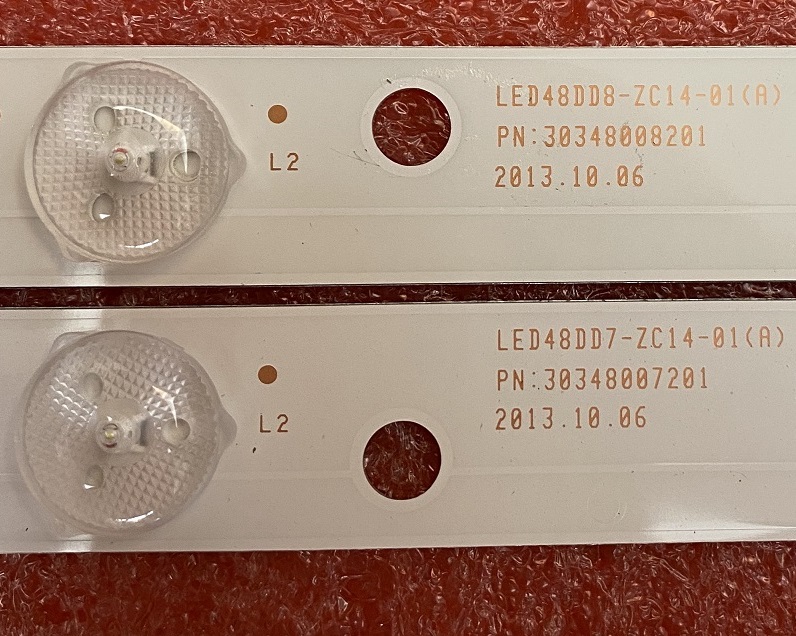 LED48DD8-ZC14-01(A)
PN:30348008201
2013.10.06
L2
LED48DD7-ZC14-01(A)
PN:30348007201
2013.10.06
L2